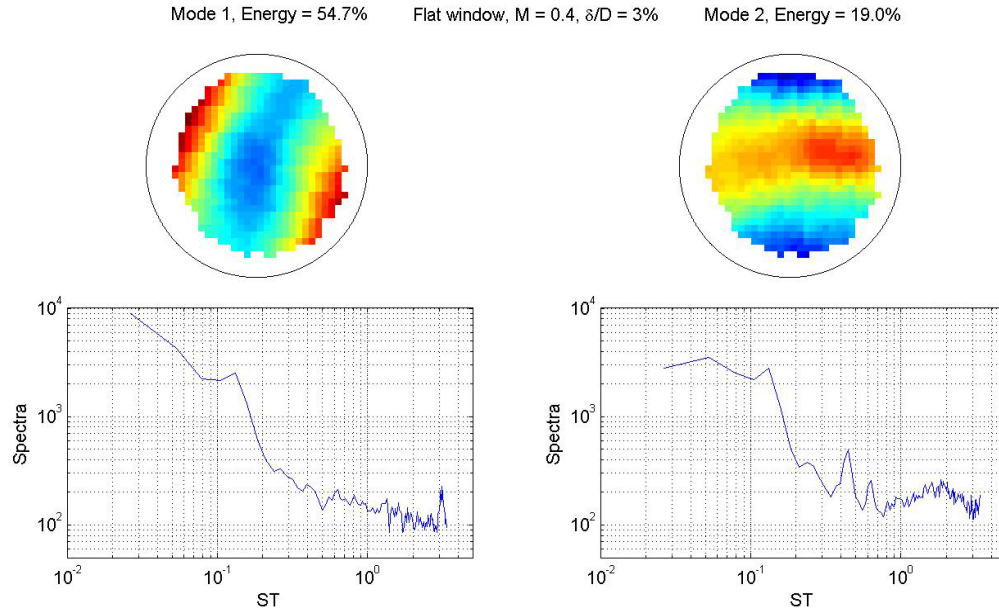 Mode 1, Energy = 54.7%
Flat window, M = 0.4, δ/D = 3%
Mode 2, Energy = 19.0%
10^4
10^3
10^2
Spectra
10^-2
10^-1
10^0
ST
10^4
10^3
10^2
Spectra
10^-2
10^-1
10^0
ST